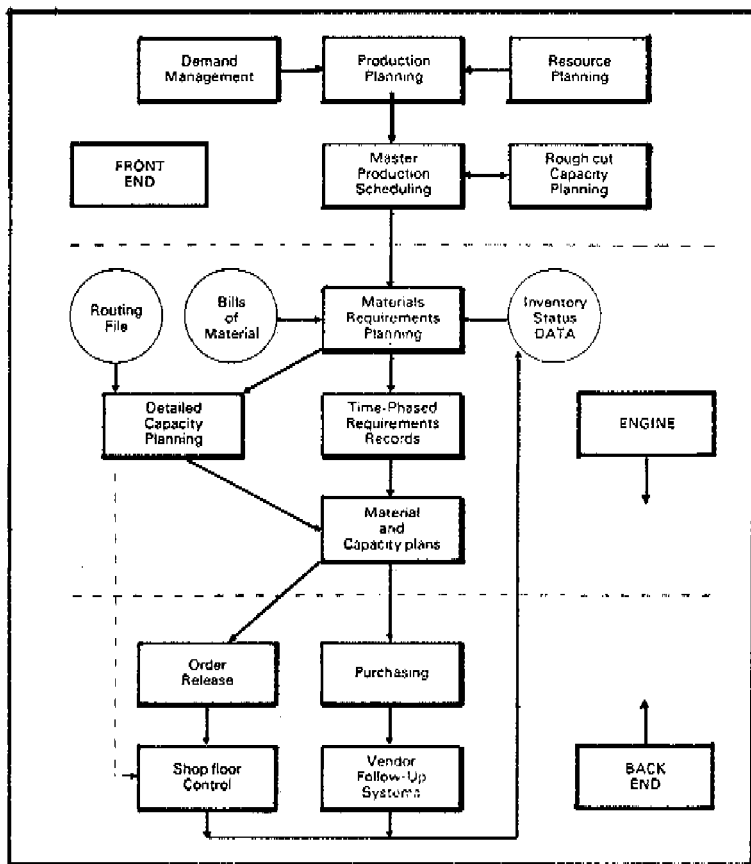 Demand
Management
Production
Planning
Resource
Planning
FRONT
END
Master
Production
Scheduling
Rough cut
Capacity
Planning
Routing
File
Bills
of
Material
Materials
Requirements
Planning
Inventory
Status
DATA
Detailed
Capacity
Planning
Time-Phased
Requirements
Records
ENGINE
Material
and
Capacity plans
Order
Release
Purchasing
Shop floor
Control
Vendor
Follow-Up
Systems
BACK
END